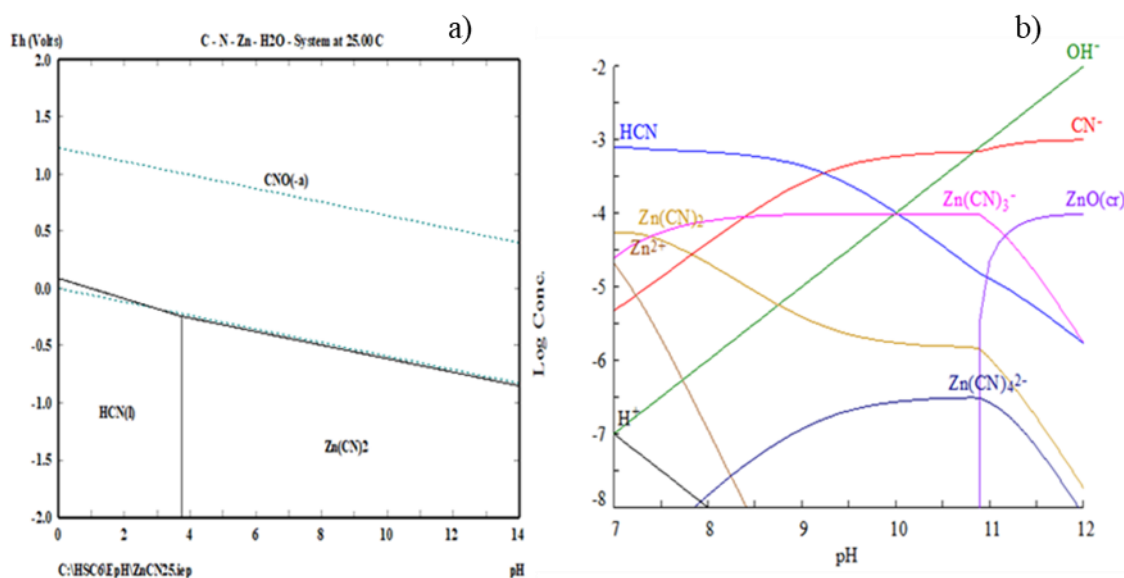 a)
Eh (Volts) C - N - Zn - H2O - System at 25.00 C
2.0
1.5
1.0
0.5
0.0
-0.5
-1.0
-1.5
-2.0
CNO(-a)
HCN(l)
Zn(CN)2
0 2 4 6 8 10 12 14
C:\HSC6\EpH\ZnCN25.iep pH
b)
Log Conc.
-2
-3
-4
-5
-6
-7
-8
OH⁻
HCN
CN⁻
Zn(CN)₂
Zn(CN)₃⁻
ZnO(cr)
Zn²⁺
Zn(CN)₄²⁻
H⁺
7 8 9 10 11 12
pH